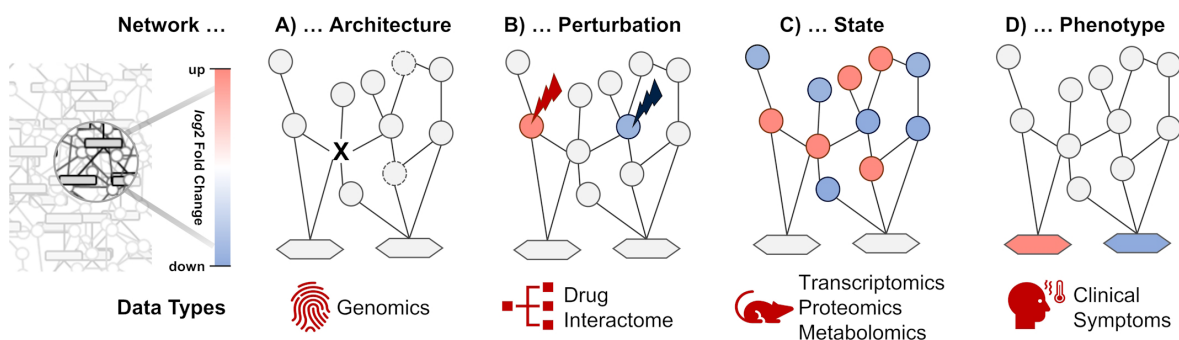 Network ...
A) ... Architecture
B) ... Perturbation
C) ... State
D) ... Phenotype
up
log2 Fold Change
down
X
Data Types
Genomics
Drug
Interactome
Transcriptomics
Proteomics
Metabolomics
Clinical
Symptoms